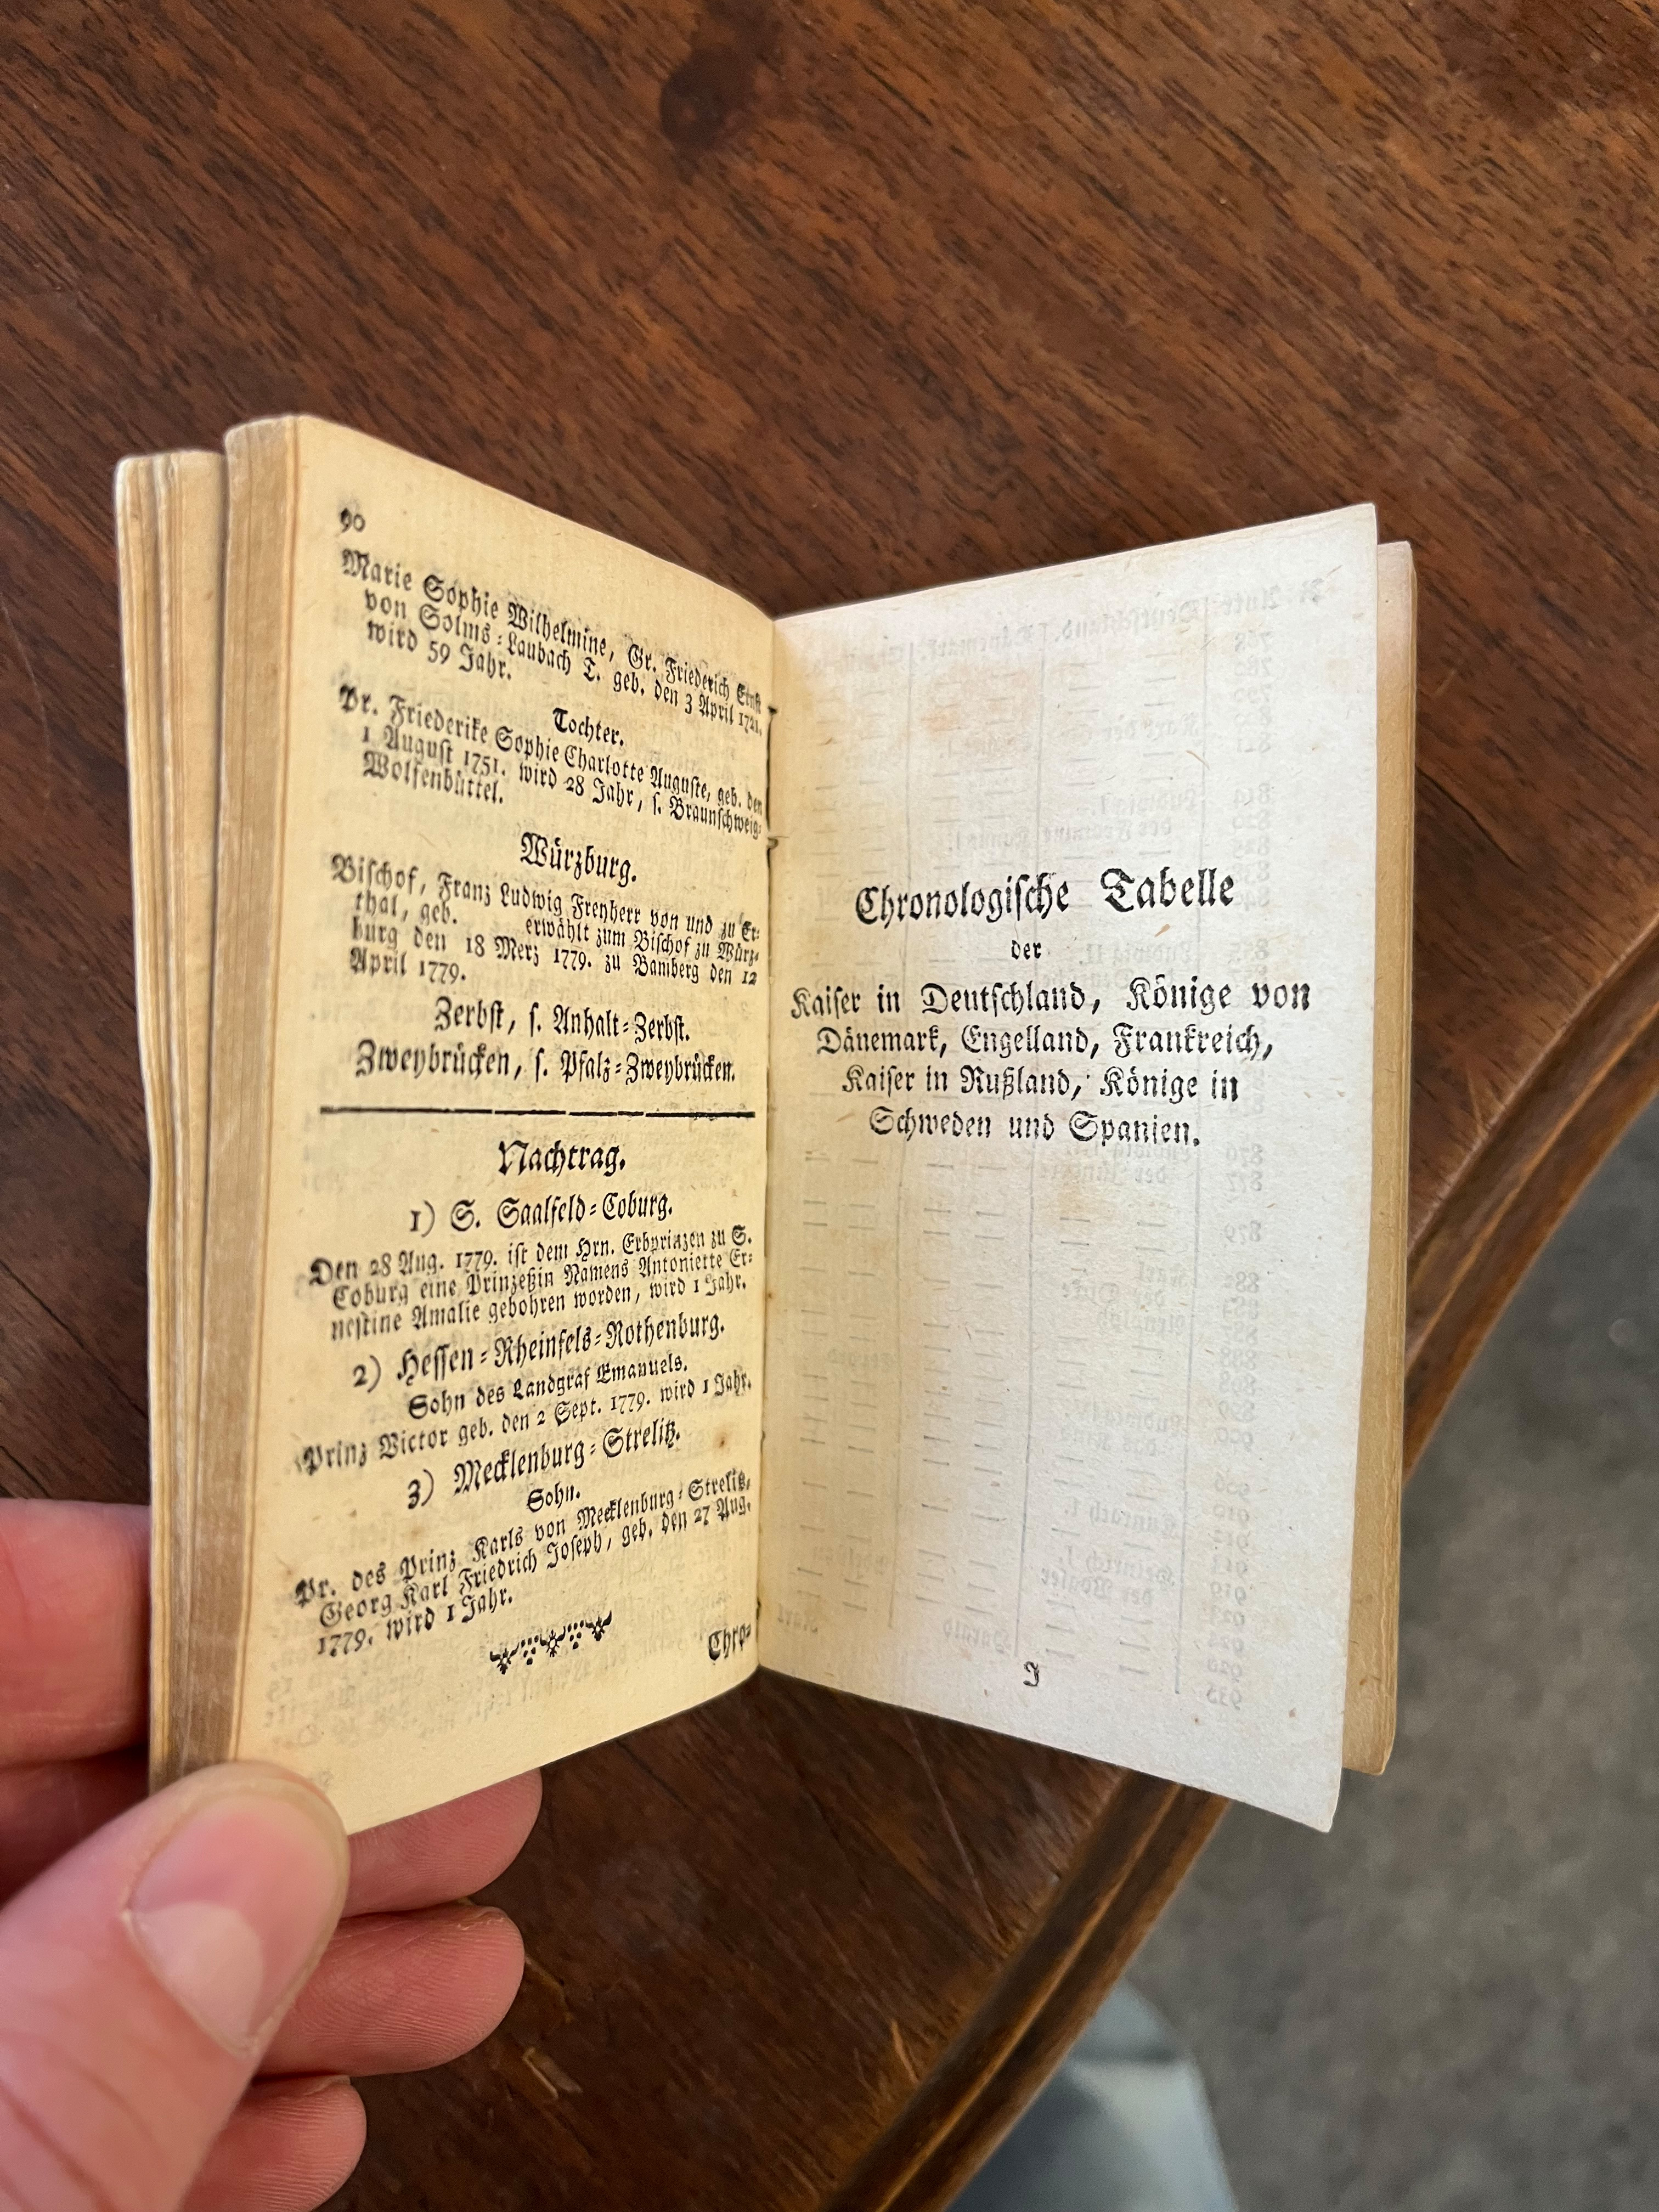 90
Marie Sophie Wilhelmine, Gr. Friederich Ernst
von Solms-Laubach T. geb. den 3 April 1721.
wird 59 Jahr.
Tochter.
Pr. Friederike Sophie Charlotte Auguste, geb. den
1 August 1751. wird 28 Jahr, s. Braunschweig-
Wolfenbüttel.
Würzburg.
Bischof, Franz Ludwig Freyherr von und zu Er-
thal, geb. erwählt zum Bischof zu Würz-
burg den 18 Merz 1779. zu Bamberg den 12
April 1779.
Zerbst, s. Anhalt-Zerbst.
Zweybrücken, s. Pfalz-Zweybrücken.
Nachtrag.
1) S. Saalfeld-Coburg.
Den 28 Aug. 1779. ist dem Hrn. Erbprinzen zu S.
Coburg eine Prinzeßin Namens Antoniette Er-
nestine Amalie gebohren worden, wird 1 Jahr.
2) Hessen-Rheinfels-Rothenburg.
Sohn des Landgraf Emanuels.
Prinz Victor geb. den 2 Sept. 1779. wird 1 Jahr.
3) Mecklenburg-Strelitz.
Sohn.
Pr. des Prinz Karls von Mecklenburg-Strelitz,
Georg Karl Friedrich Joseph, geb. den 27 Aug.
1779. wird 1 Jahr.
Chro-
Chronologische Tabelle
der
Kaiser in Deutschland, Könige von
Dänemark, Engelland, Frankreich,
Kaiser in Rußland, Könige in
Schweden und Spanien.